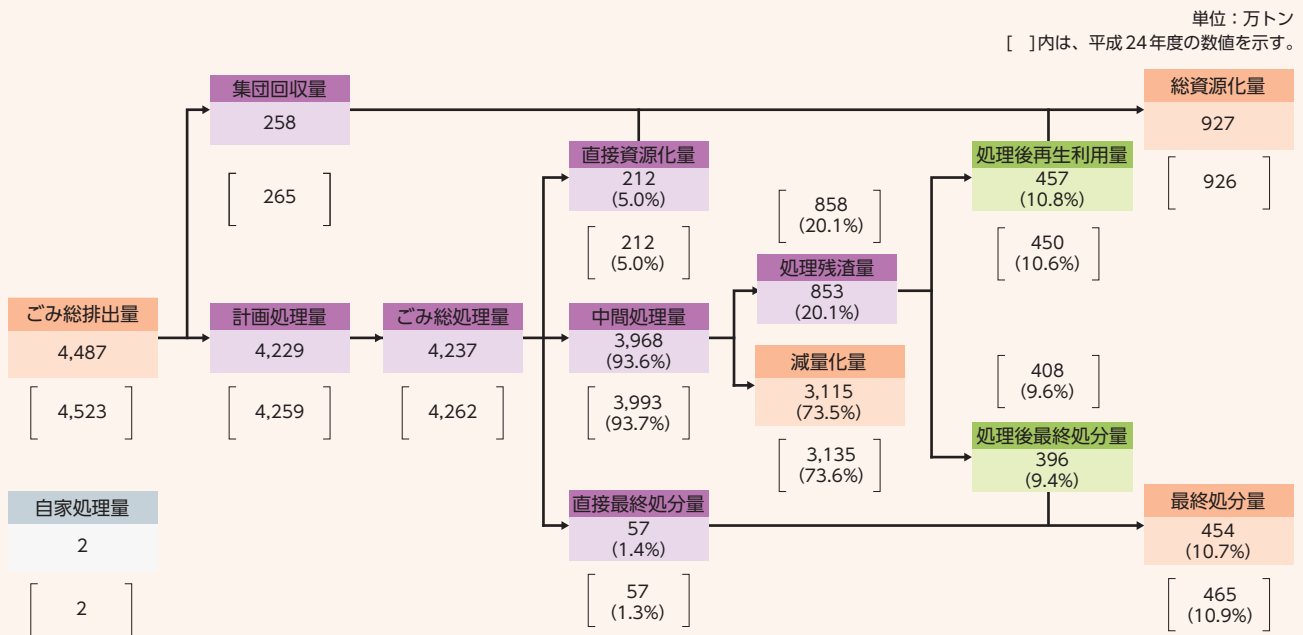 単位：万トン
[　]内は、平成24年度の数値を示す。
集団回収量
258
265
総資源化量
927
926
直接資源化量
212
(5.0%)
212
(5.0%)
処理後再生利用量
457
(10.8%)
450
(10.6%)
858
(20.1%)
処理残渣量
853
(20.1%)
ごみ総排出量
4,487
4,523
計画処理量
4,229
4,259
ごみ総処理量
4,237
4,262
中間処理量
3,968
(93.6%)
3,993
(93.7%)
減量化量
3,115
(73.5%)
3,135
(73.6%)
408
(9.6%)
処理後最終処分量
396
(9.4%)
自家処理量
2
2
直接最終処分量
57
(1.4%)
57
(1.3%)
最終処分量
454
(10.7%)
465
(10.9%)